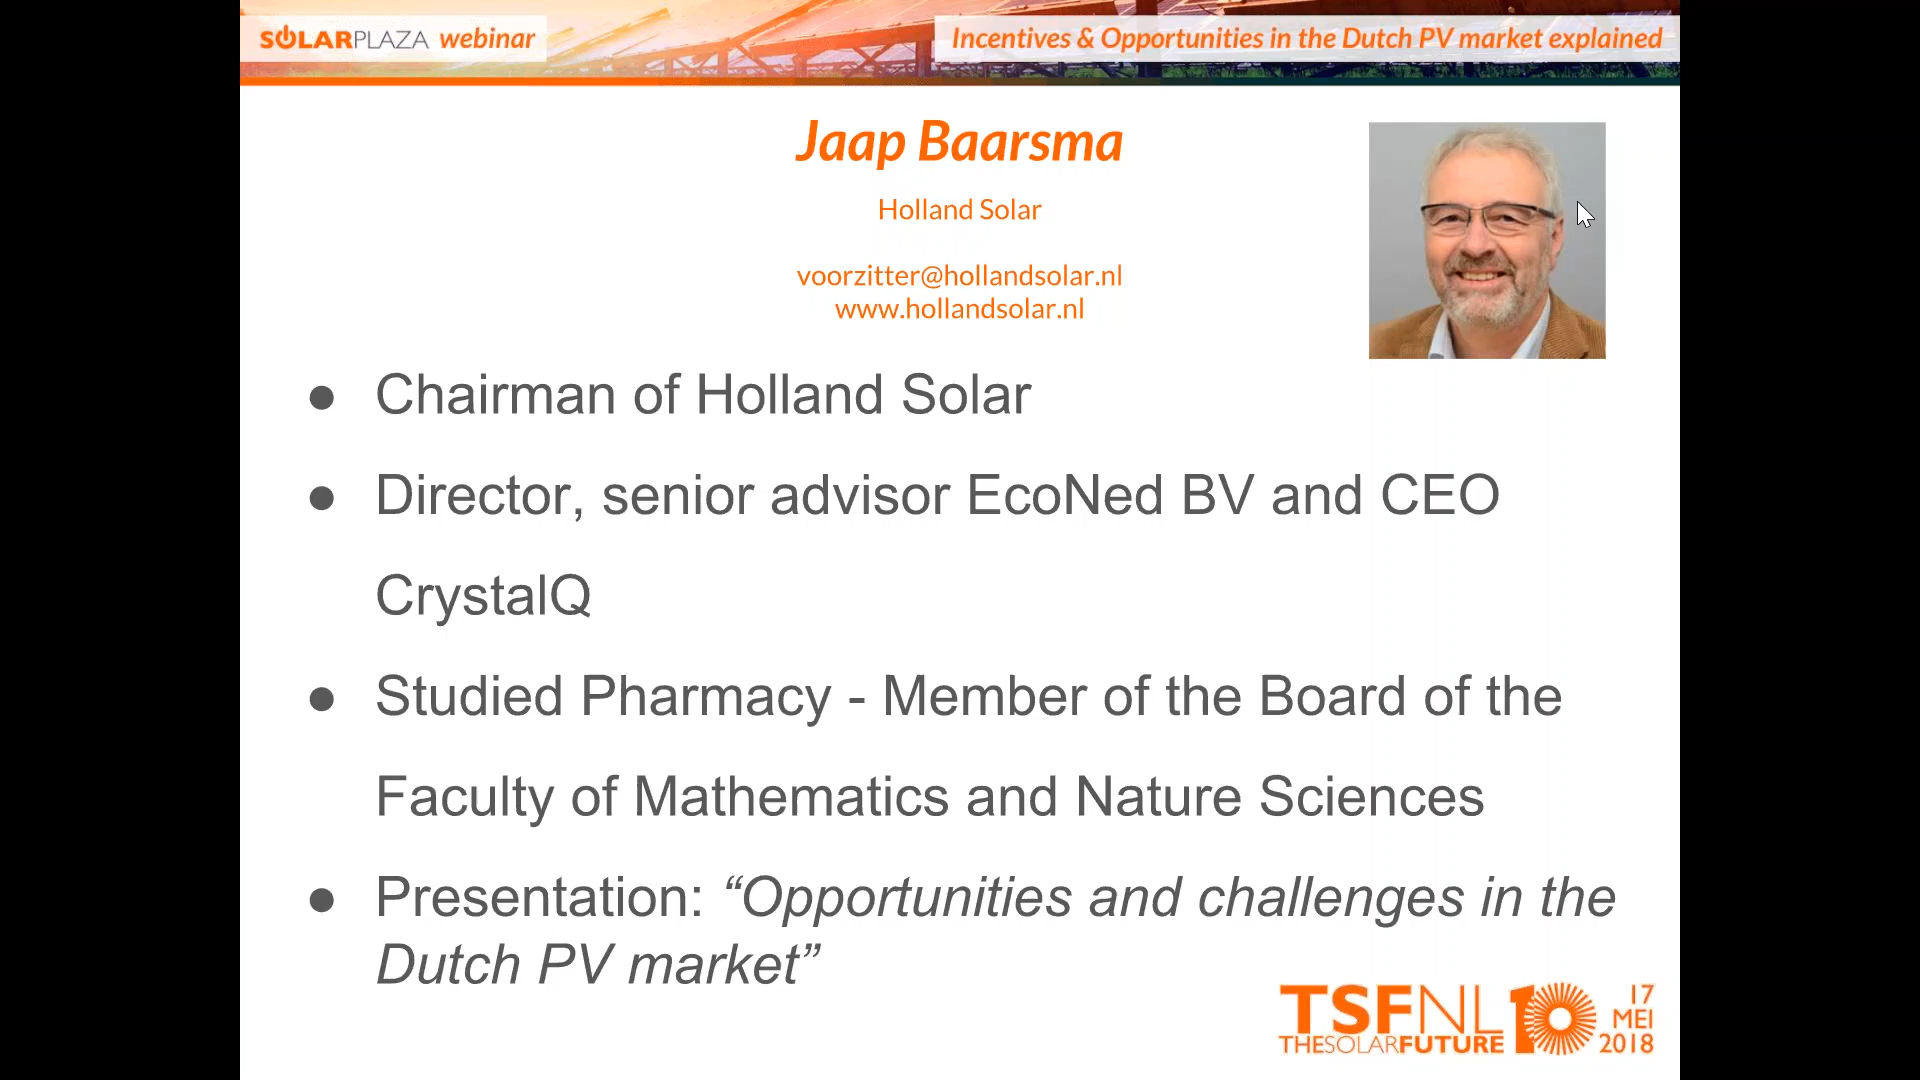 SOLARPLAZA webinar
Incentives & Opportunities in the Dutch PV market explained
Jaap Baarsma
Holland Solar
voorzitter@hollandsolar.nl
www.hollandsolar.nl
● Chairman of Holland Solar
● Director, senior advisor EcoNed BV and CEO
CrystalQ
● Studied Pharmacy - Member of the Board of the
Faculty of Mathematics and Nature Sciences
● Presentation: “Opportunities and challenges in the
Dutch PV market”
TSFNL 10
THESOLARFUTURE
17
MEI
2018